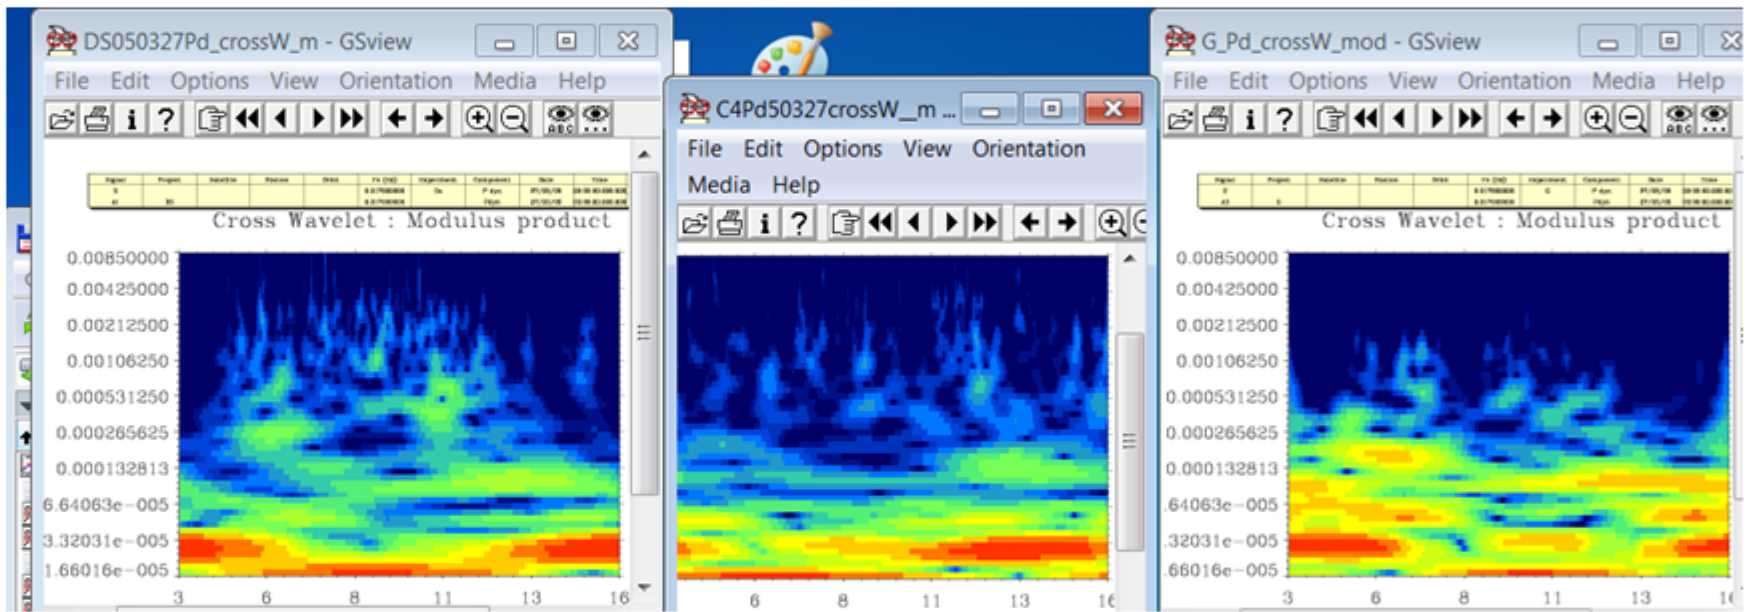 DS050327Pd_crossW_m - GSview
File Edit Options View Orientation Media Help
Cross Wavelet : Modulus product
0.00850000
0.00425000
0.00212500
0.00106250
0.000531250
0.000265625
0.000132813
6.64063e-005
3.32031e-005
1.66016e-005
3 6 8 11 13 16
C4Pd50327crossW__m ...
File Edit Options View Orientation
Media Help
6 8 11 13
G_Pd_crossW_mod - GSview
File Edit Options View Orientation Media Help
Cross Wavelet : Modulus product
0.00850000
0.00425000
0.00212500
0.00106250
0.000531250
0.000265625
0.000132813
.64063e-005
.32031e-005
.66016e-005
3 6 8 11 13